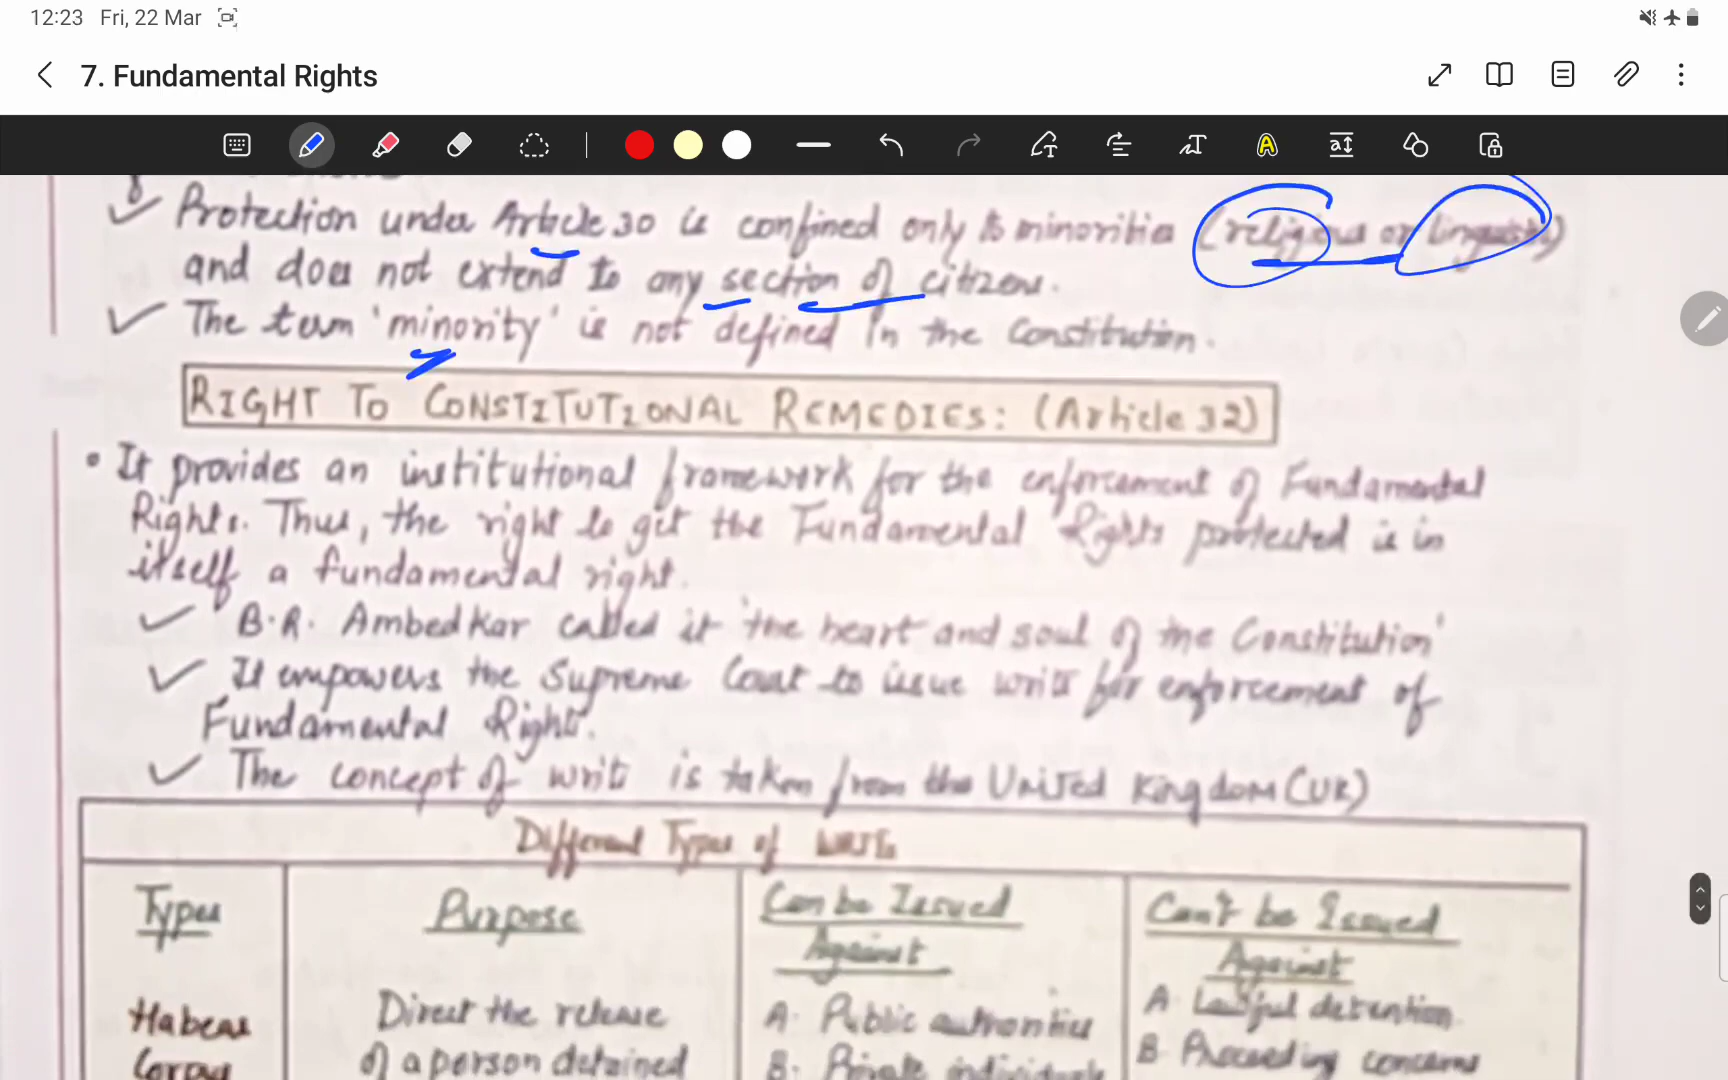 12:23 Fri, 22 Mar
7. Fundamental Rights
Protection under Article 30 is confined only to minorities (religious or linguistic)
and does not extend to any section of citizens.
The term 'minority' is not defined in the Constitution.
RIGHT TO CONSTITUTIONAL REMEDIES: (Article 32)
• It provides an institutional framework for the enforcement of Fundamental
Rights. Thus, the right to get the Fundamental Rights protected is in
itself a fundamental right.
B.R. Ambedkar called it 'the heart and soul of the Constitution'
It empowers the Supreme Court to issue writs for enforcement of
Fundamental Right.
The concept of writs is taken from the United Kingdom (UK)
Different Types of Writs
Types Purpose Can be Issued Can't be Issued
Against Against
Habeas Direct the release A. Public authorities A. Lawful detention
Corpus of a person detained B. Private individuals B. Proceeding concerns